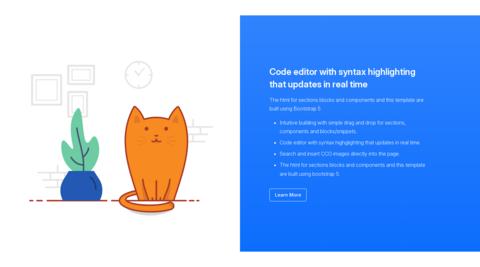 Code editor with syntax highlighting
that updates in real time
The html for sections blocks and components and this template are
built using Bootstrap 5.
Intuitive building with simple drag and drop for sections,
components and blocks/snippets.
Code editor with syntax highglighting that updates in real time
Search and insert CC0 images directly into the page
The html for sections blocks and components and this template
are built using bootstrap 5.
Learn More